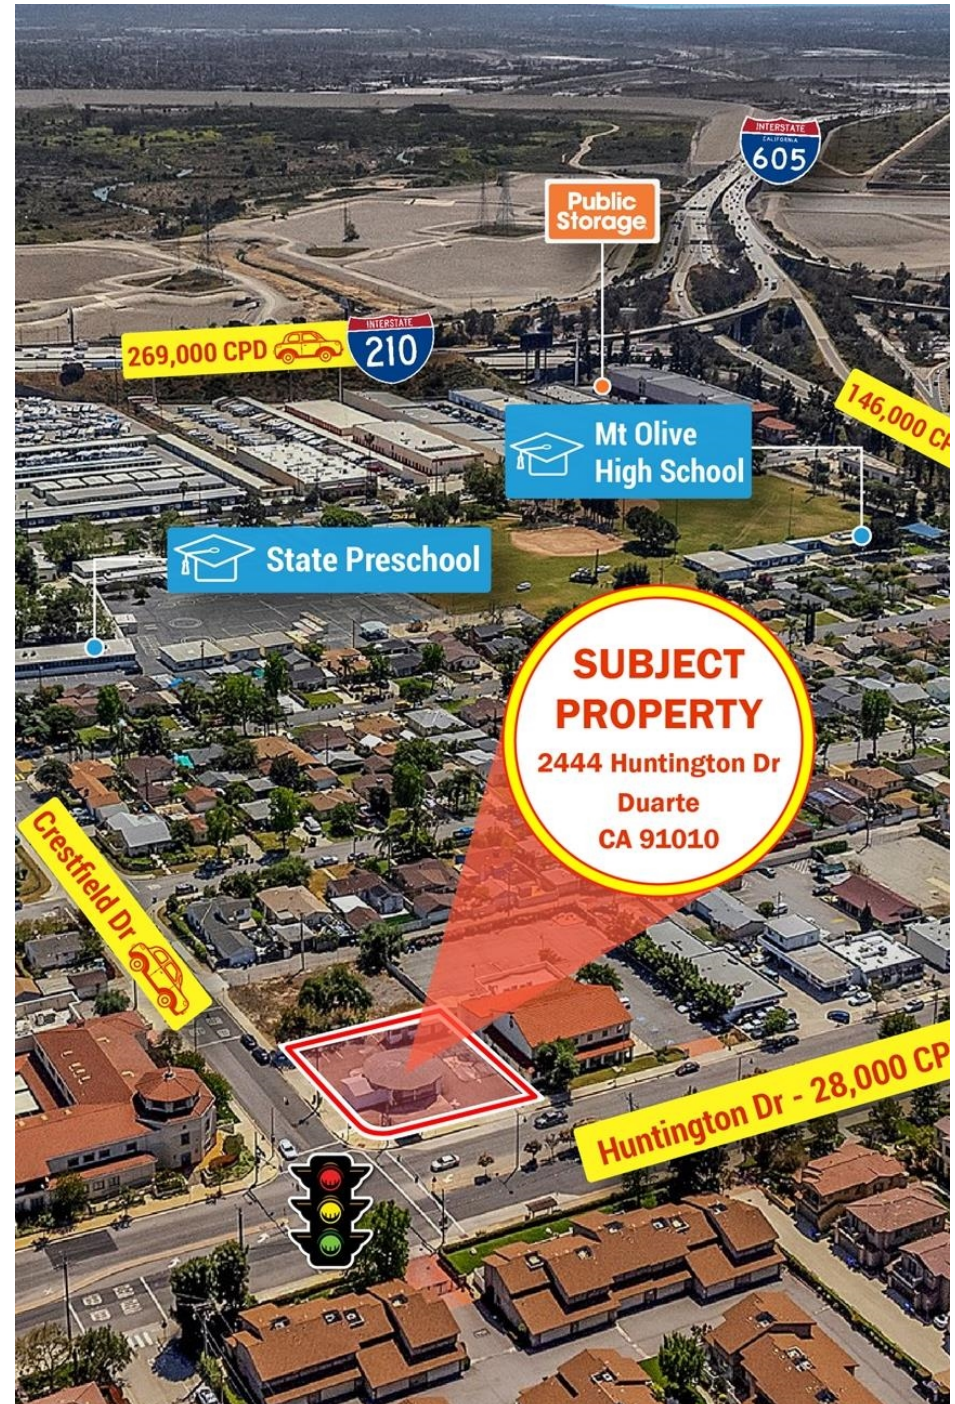 INTERSTATE
CALIFORNIA
605
Public
Storage
269,000 CPD
INTERSTATE
210
146,000 CP
Mt Olive
High School
State Preschool
SUBJECT
PROPERTY
2444 Huntington Dr
Duarte
CA 91010
Crestfield Dr
Huntington Dr - 28,000 CP